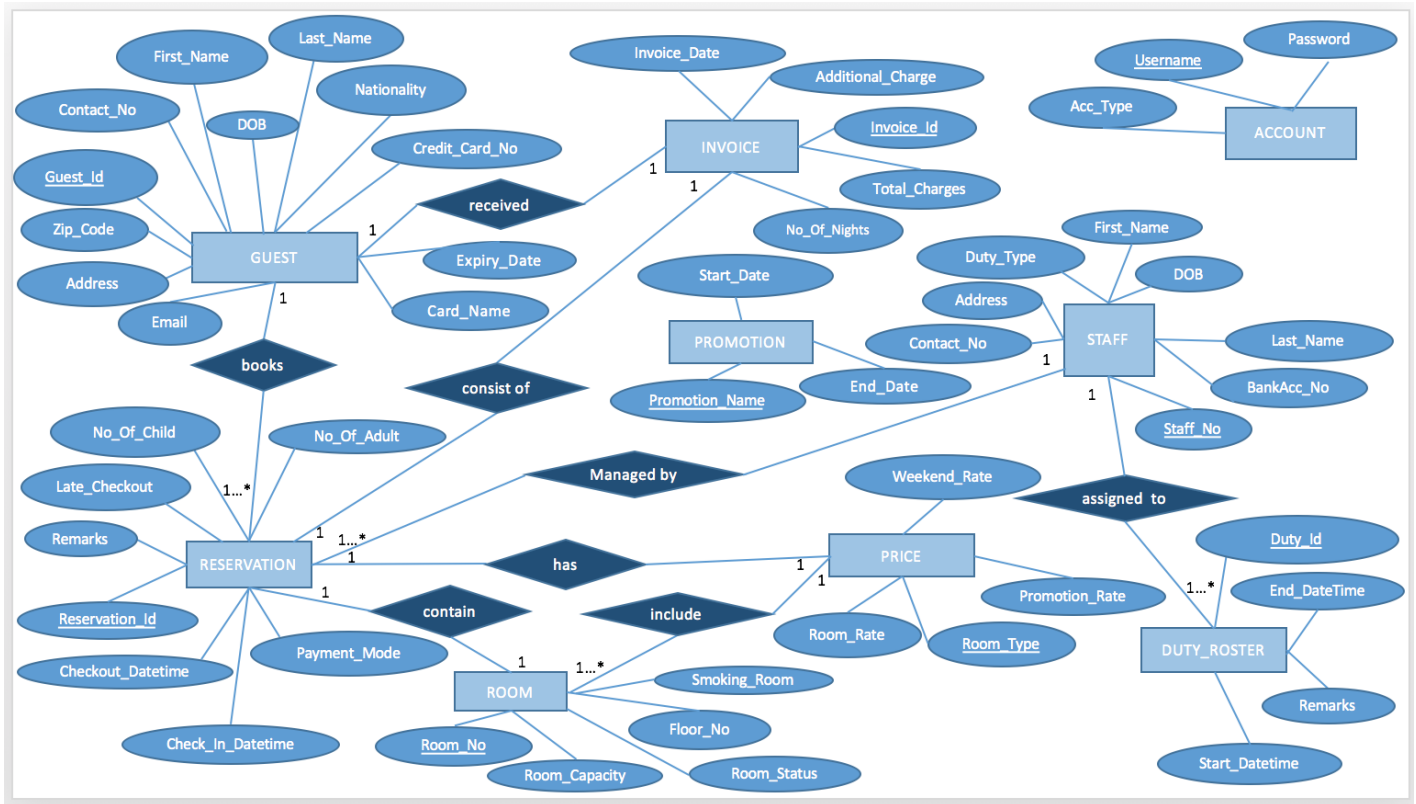 Last_Name
First_Name
Invoice_Date
Password
Username
Additional_Charge
Nationality
Contact_No
DOB
Acc_Type
Invoice_Id
ACCOUNT
Credit_Card_No
INVOICE
1
1
Guest_Id
Total_Charges
received
Zip_Code
1
No_Of_Nights
First_Name
GUEST
Expiry_Date
Duty_Type
Start_Date
DOB
Address
1
Card_Name
Address
Email
PROMOTION
STAFF
Last_Name
Contact_No
1
books
consist of
End_Date
BankAcc_No
1
Promotion_Name
Staff_No
No_Of_Child
No_Of_Adult
Managed by
Weekend_Rate
Late_Checkout
1...*
assigned to
1
1...*
Remarks
Duty_Id
RESERVATION
1
has
1
PRICE
1
1
1...*
End_DateTime
contain
include
Promotion_Rate
Reservation_Id
Room_Rate
Room_Type
Payment_Mode
1
1...*
DUTY_ROSTER
Checkout_Datetime
Smoking_Room
ROOM
Remarks
Floor_No
Check_In_Datetime
Room_No
Start_Datetime
Room_Capacity
Room_Status